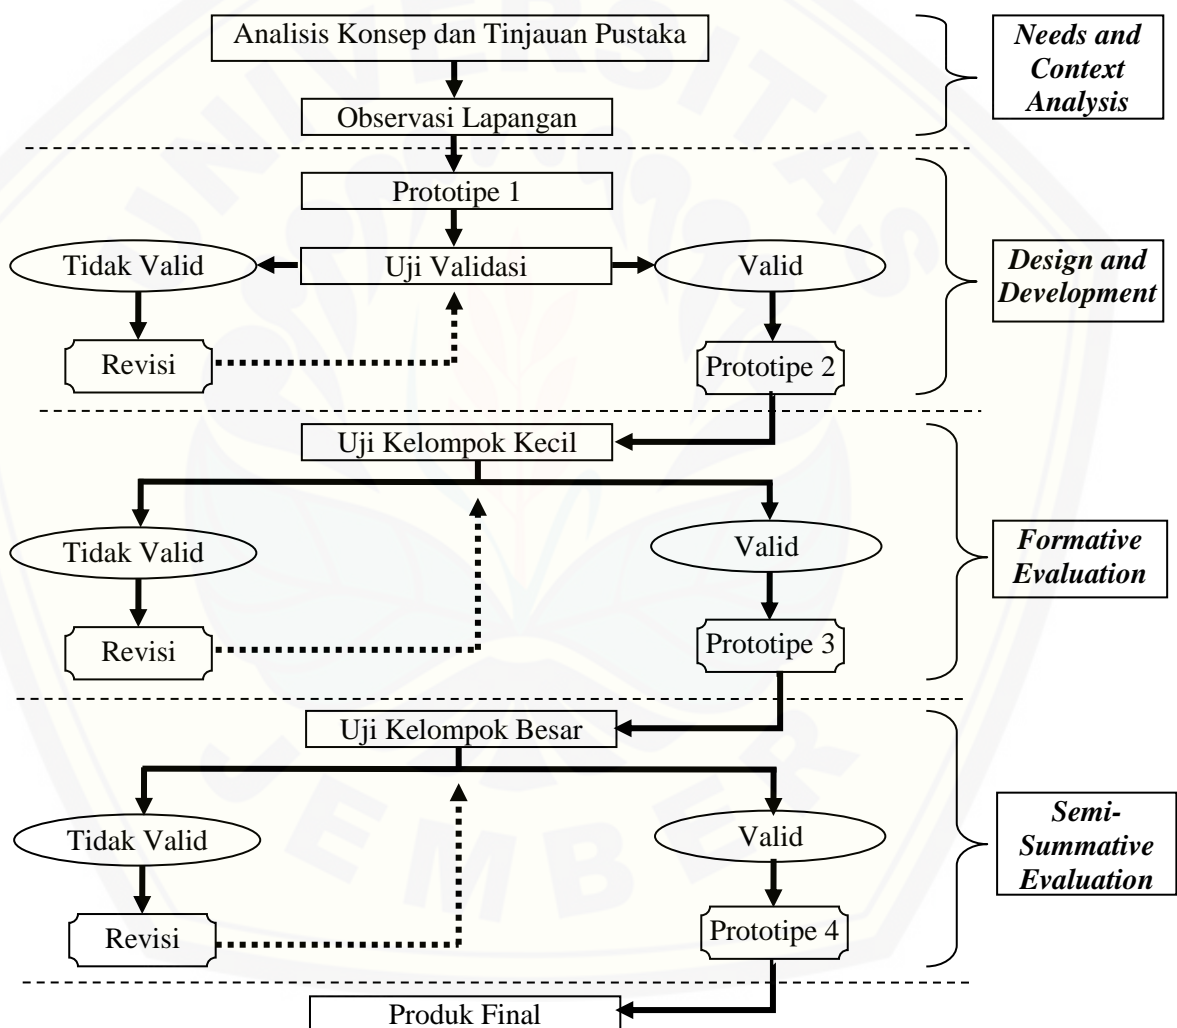 Analisis Konsep dan Tinjauan Pustaka
Needs and
Context
Analysis
Observasi Lapangan
Prototipe 1
Tidak Valid
Uji Validasi
Valid
Design and
Development
Revisi
Prototipe 2
Uji Kelompok Kecil
Tidak Valid
Valid
Formative
Evaluation
Revisi
Prototipe 3
Uji Kelompok Besar
Tidak Valid
Valid
Semi-
Summative
Evaluation
Revisi
Prototipe 4
Produk Final
UNIVERSITAS
JEMBER